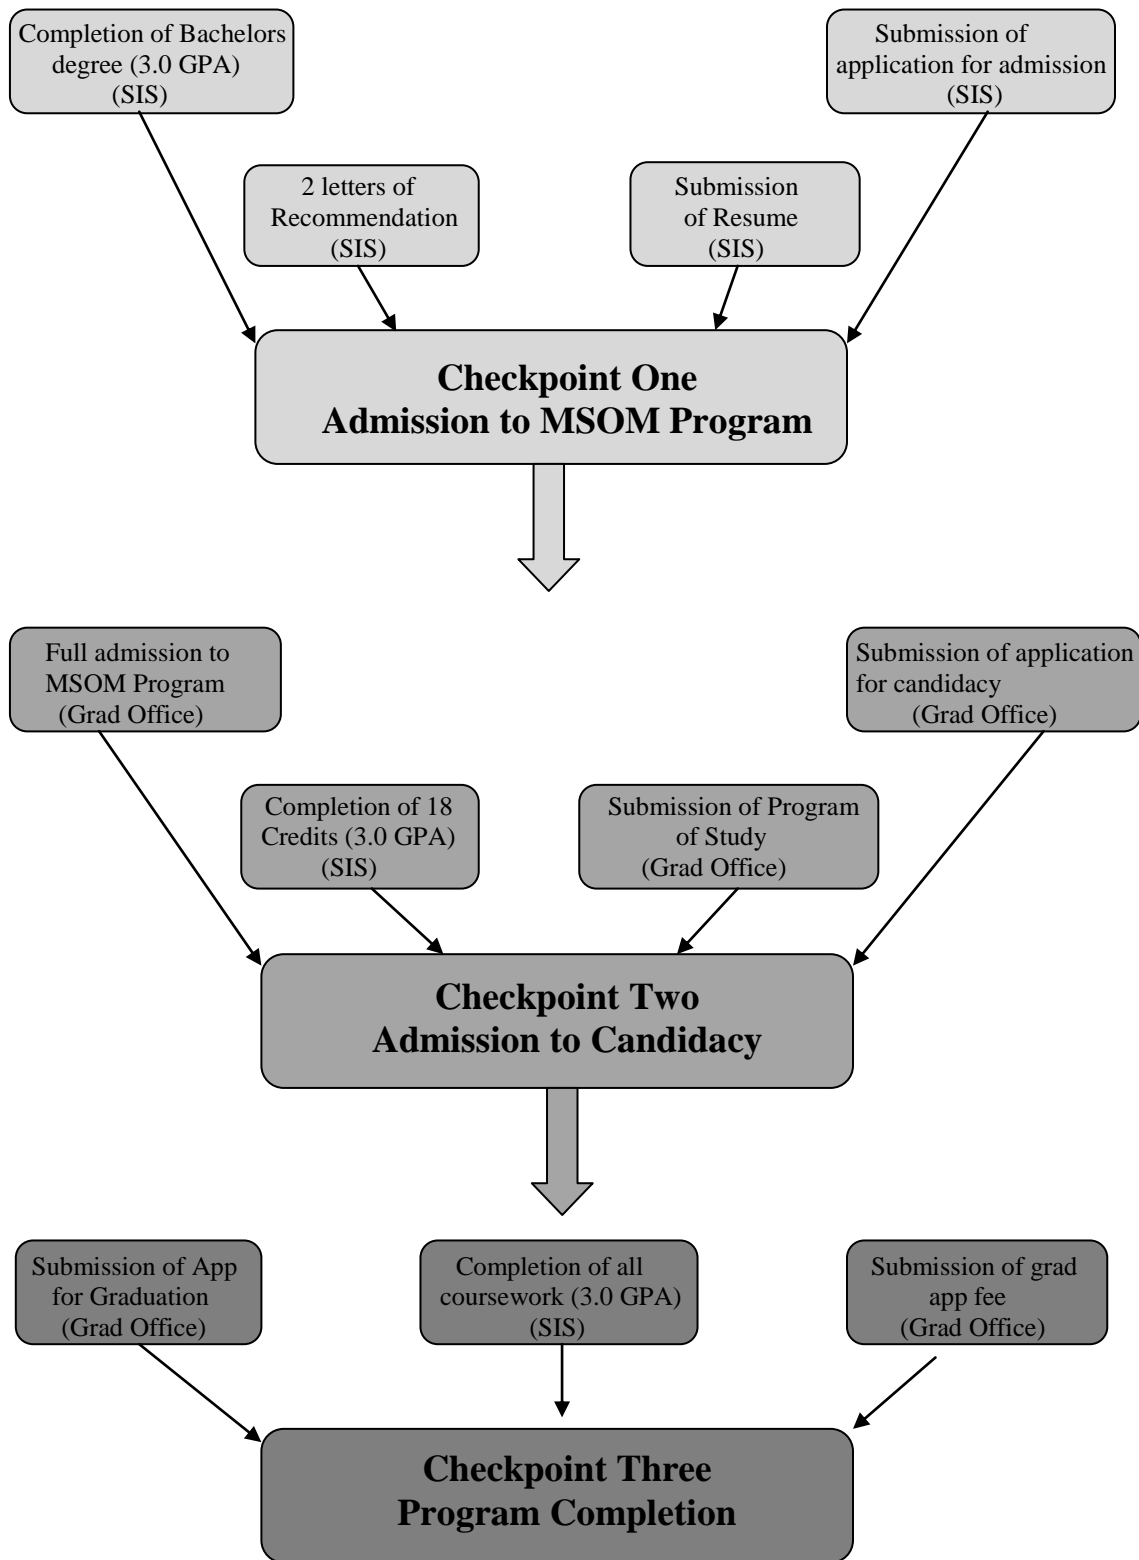 Completion of Bachelors
degree (3.0 GPA)
(SIS)
Submission of
application for admission
(SIS)
2 letters of
Recommendation
(SIS)
Submission
of Resume
(SIS)
Checkpoint One
Admission to MSOM Program
Full admission to
MSOM Program
(Grad Office)
Submission of application
for candidacy
(Grad Office)
Completion of 18
Credits (3.0 GPA)
(SIS)
Submission of Program
of Study
(Grad Office)
Checkpoint Two
Admission to Candidacy
Submission of App
for Graduation
(Grad Office)
Completion of all
coursework (3.0 GPA)
(SIS)
Submission of grad
app fee
(Grad Office)
Checkpoint Three
Program Completion